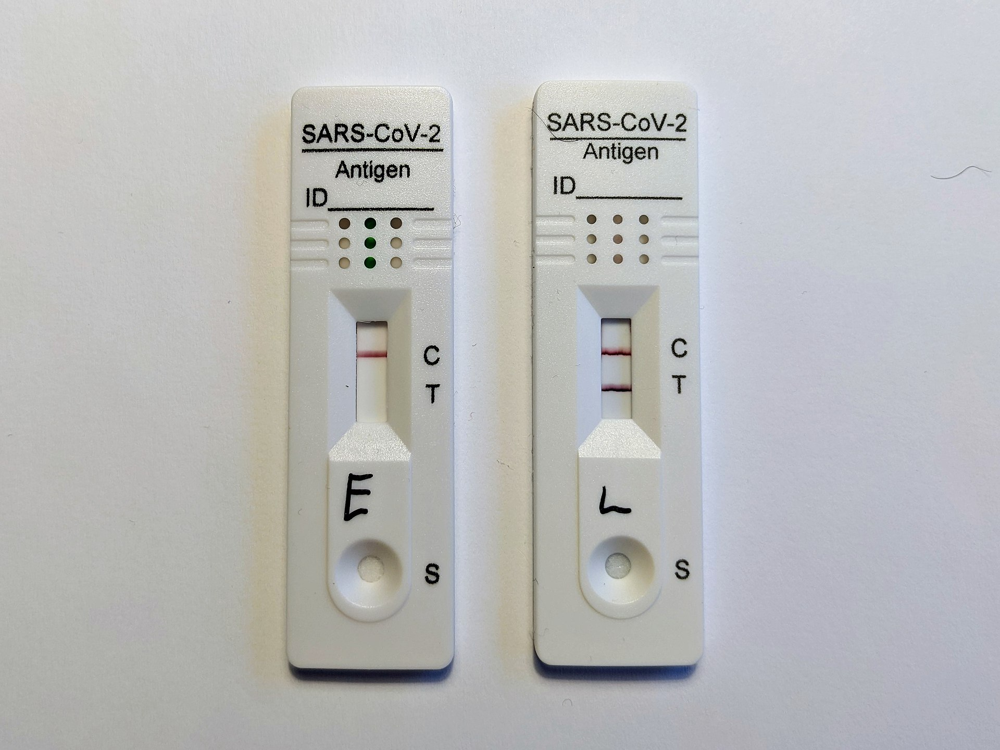 SARS-CoV-2
Antigen
ID
C
T
E
S
SARS-CoV-2
Antigen
ID
C
T
L
S